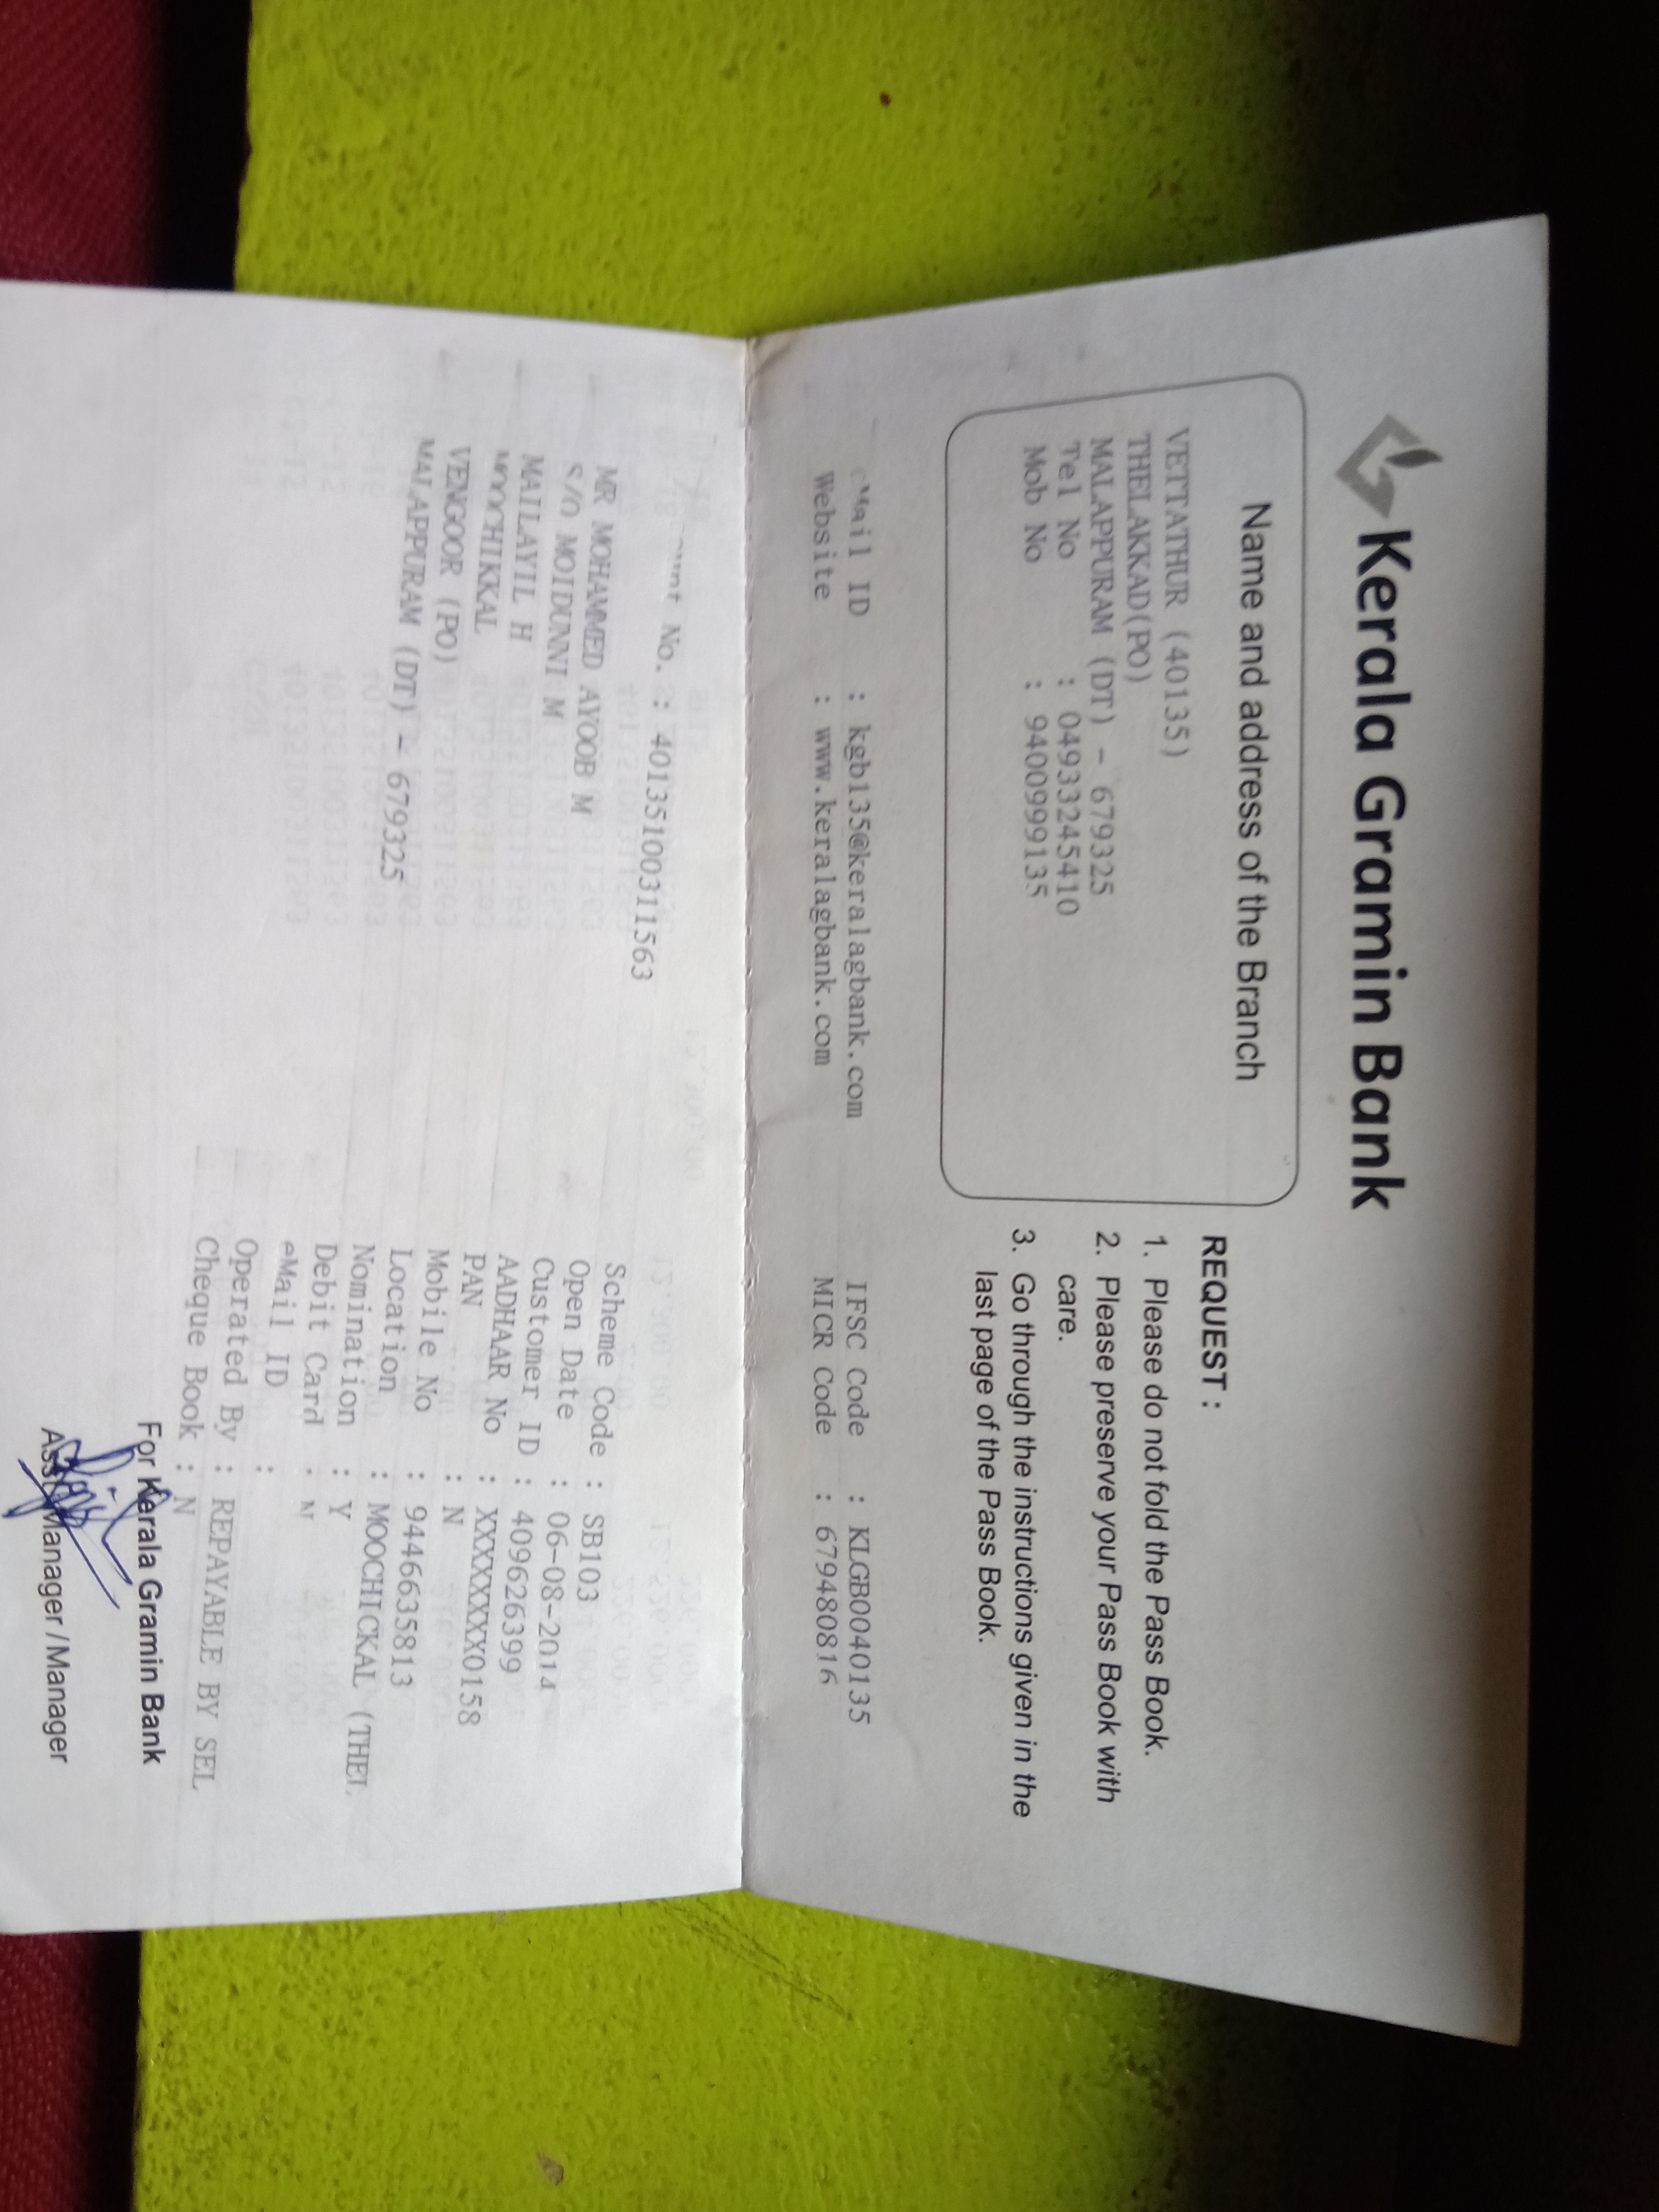 Kerala Gramin Bank
Name and address of the Branch
VETTATHUR (40135)
THELAKKAD(PO)
MALAPPURAM (DT) - 679325
Tel No : 04933245410
Mob No : 9400999135
REQUEST :
1. Please do not fold the Pass Book.
2. Please preserve your Pass Book with
care.
3. Go through the instructions given in the
last page of the Pass Book.
eMail ID : kgb135@keralagbank.com IFSC Code : KLGB0040135
Website : www.keralagbank.com MICR Code : 679480816
No. : 40135100311563
MR MOHAMMED AYOOB M
S/O MOIDUNNI M
MAILAYIL H
MOOCHIKKAL
VENGOOR (PO)
MALAPPURAM (DT) - 679325
Scheme Code : SB103
Open Date : 06-08-2014
Customer ID : 409626399
AADHAAR No : XXXXXXXX0158
PAN : N
Mobile No : 9446635813
Location : MOOCHICKAL (THEL
Nomination : Y
Debit Card : N
eMail ID :
Operated By : REPAYABLE BY SEL
Cheque Book : N
For Kerala Gramin Bank
Asst Manager / Manager